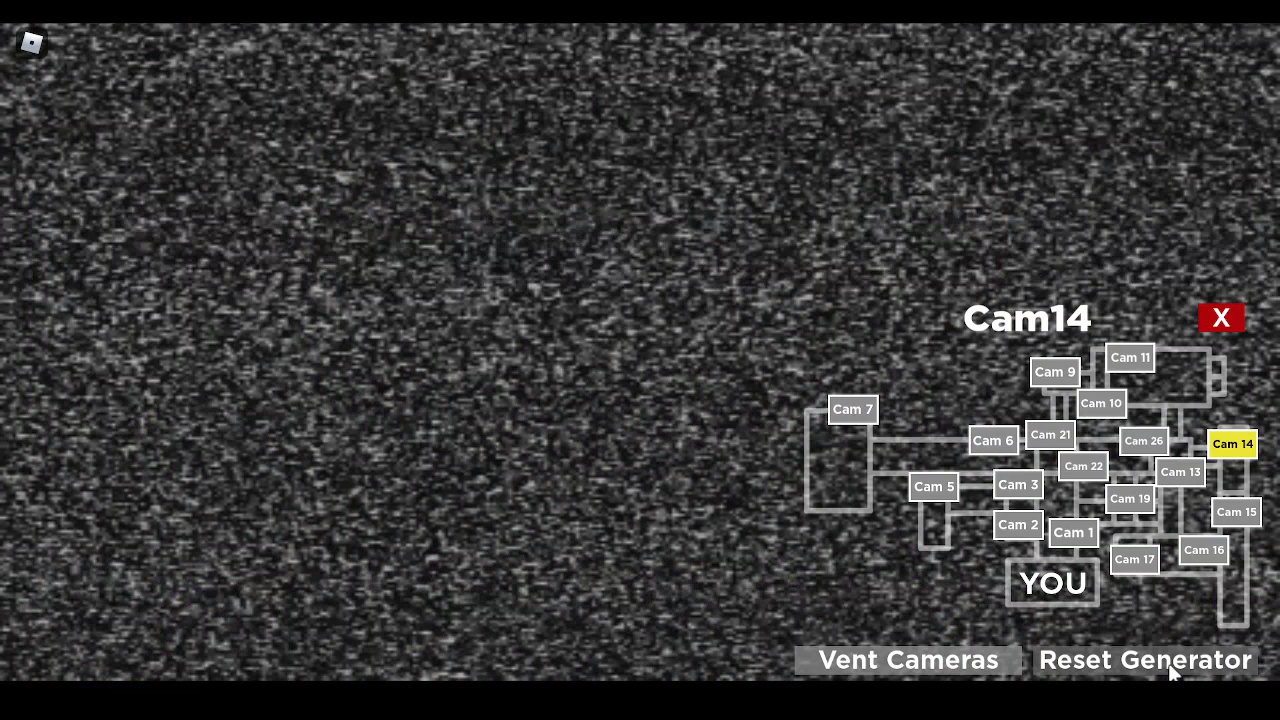 Cam14
X
Cam 11
Cam 9
Cam 10
Cam 7
Cam 21
Cam 6
Cam 26
Cam 14
Cam 22
Cam 13
Cam 5
Cam 3
Cam 19
Cam 15
Cam 2
Cam 1
Cam 16
Cam 17
YOU
Vent Cameras
Reset Generator